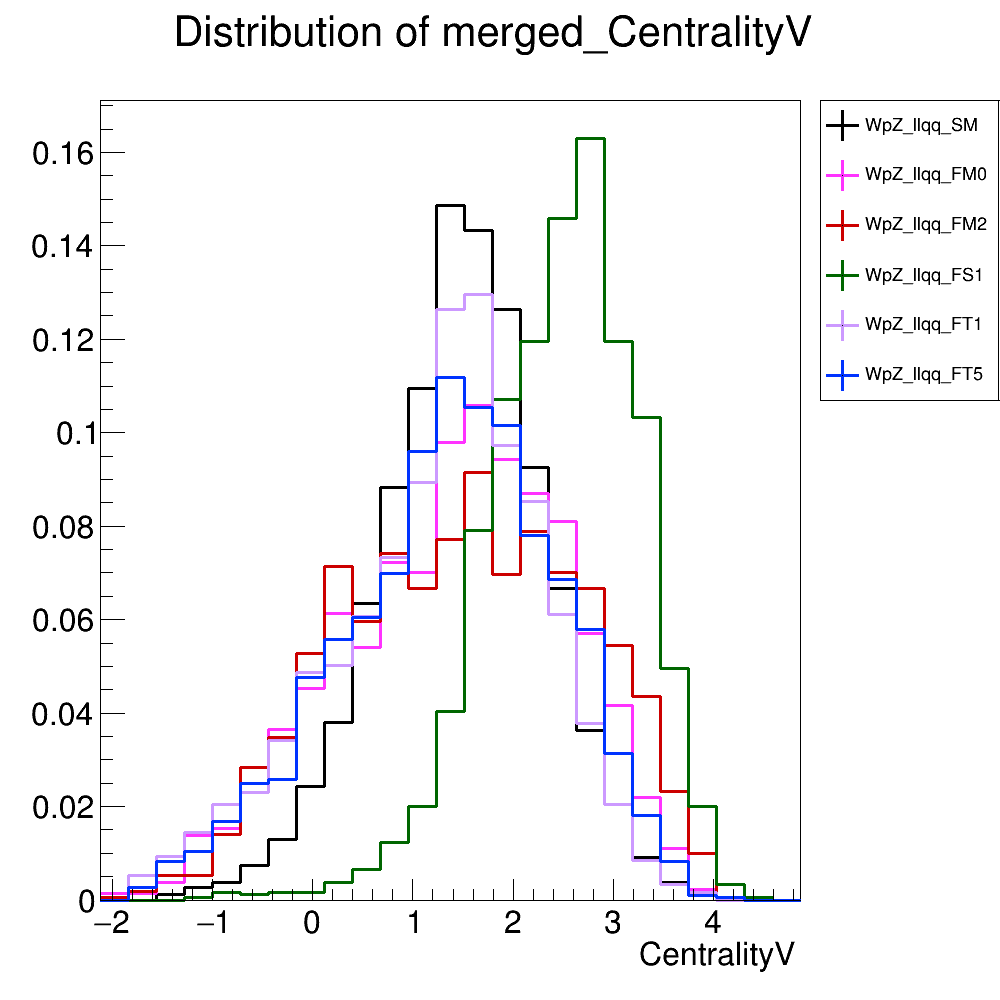 Distribution of merged_CentralityV
WpZ_llqq_SM
WpZ_llqq_FM0
WpZ_llqq_FM2
WpZ_llqq_FS1
WpZ_llqq_FT1
WpZ_llqq_FT5
0.16
0.14
0.12
0.1
0.08
0.06
0.04
0.02
0
−2 −1 0 1 2 3 4
CentralityV